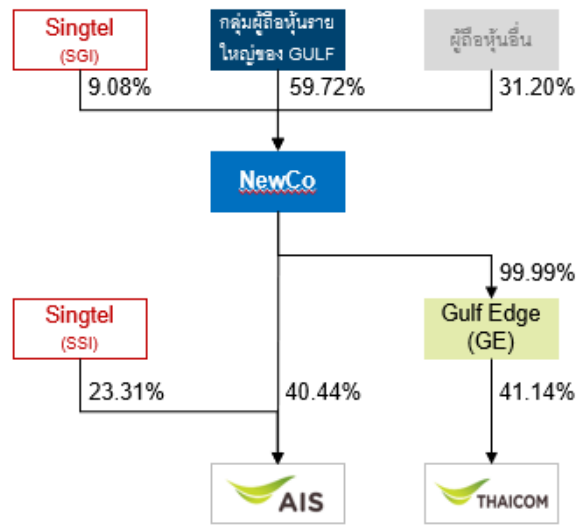 Singtel
(SGI)
กลุ่มผู้ถือหุ้นราย
ใหญ่ของ GULF
ผู้ถือหุ้นอื่น
9.08%
59.72%
31.20%
NewCo
99.99%
Singtel
(SSI)
Gulf Edge
(GE)
23.31%
40.44%
41.14%
AIS
THAICOM